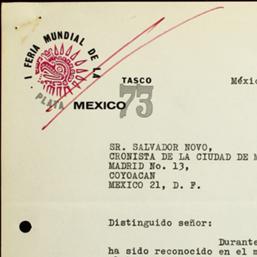 I FERIA MUNDIAL DE LA
PLATA
TASCO
MEXICO 73
SR. SALVADOR NOVO,
CRONISTA DE LA CIUDAD DE
MADRID No. 13,
COYOACAN
MEXICO 21, D. F.
Distinguido señor:
Durante
ha sido reconocido en el